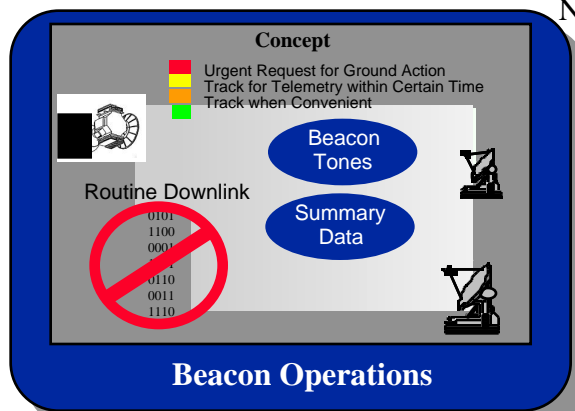 N
Concept
Urgent Request for Ground Action
Track for Telemetry within Certain Time
Track when Convenient
Beacon
Tones
Routine Downlink
Summary
Data
0101
1100
0001
0110
0011
1110
Beacon Operations